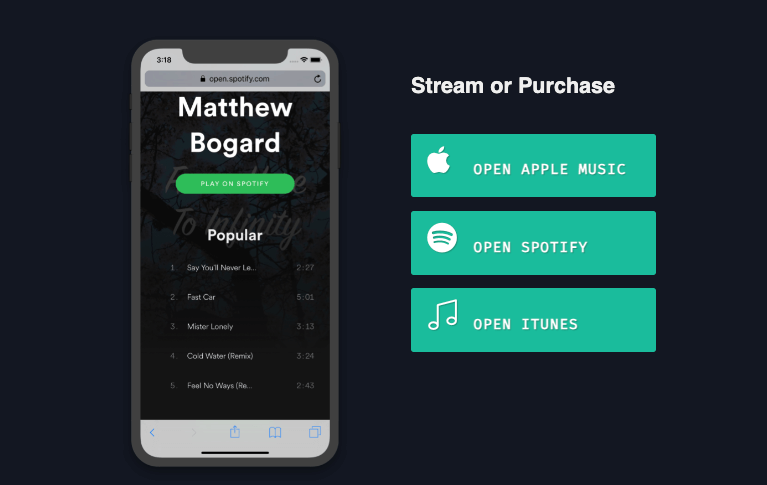 3:18
open.spotify.com
Matthew
Bogard
From Here
PLAY ON SPOTIFY
To Infinity
Popular
1. Say You'll Never Le... 2:27
2. Fast Car 5:01
3. Mister Lonely 3:13
4. Cold Water (Remix) 3:24
5. Feel No Ways (Re... 2:43
Stream or Purchase
OPEN APPLE MUSIC
OPEN SPOTIFY
OPEN ITUNES